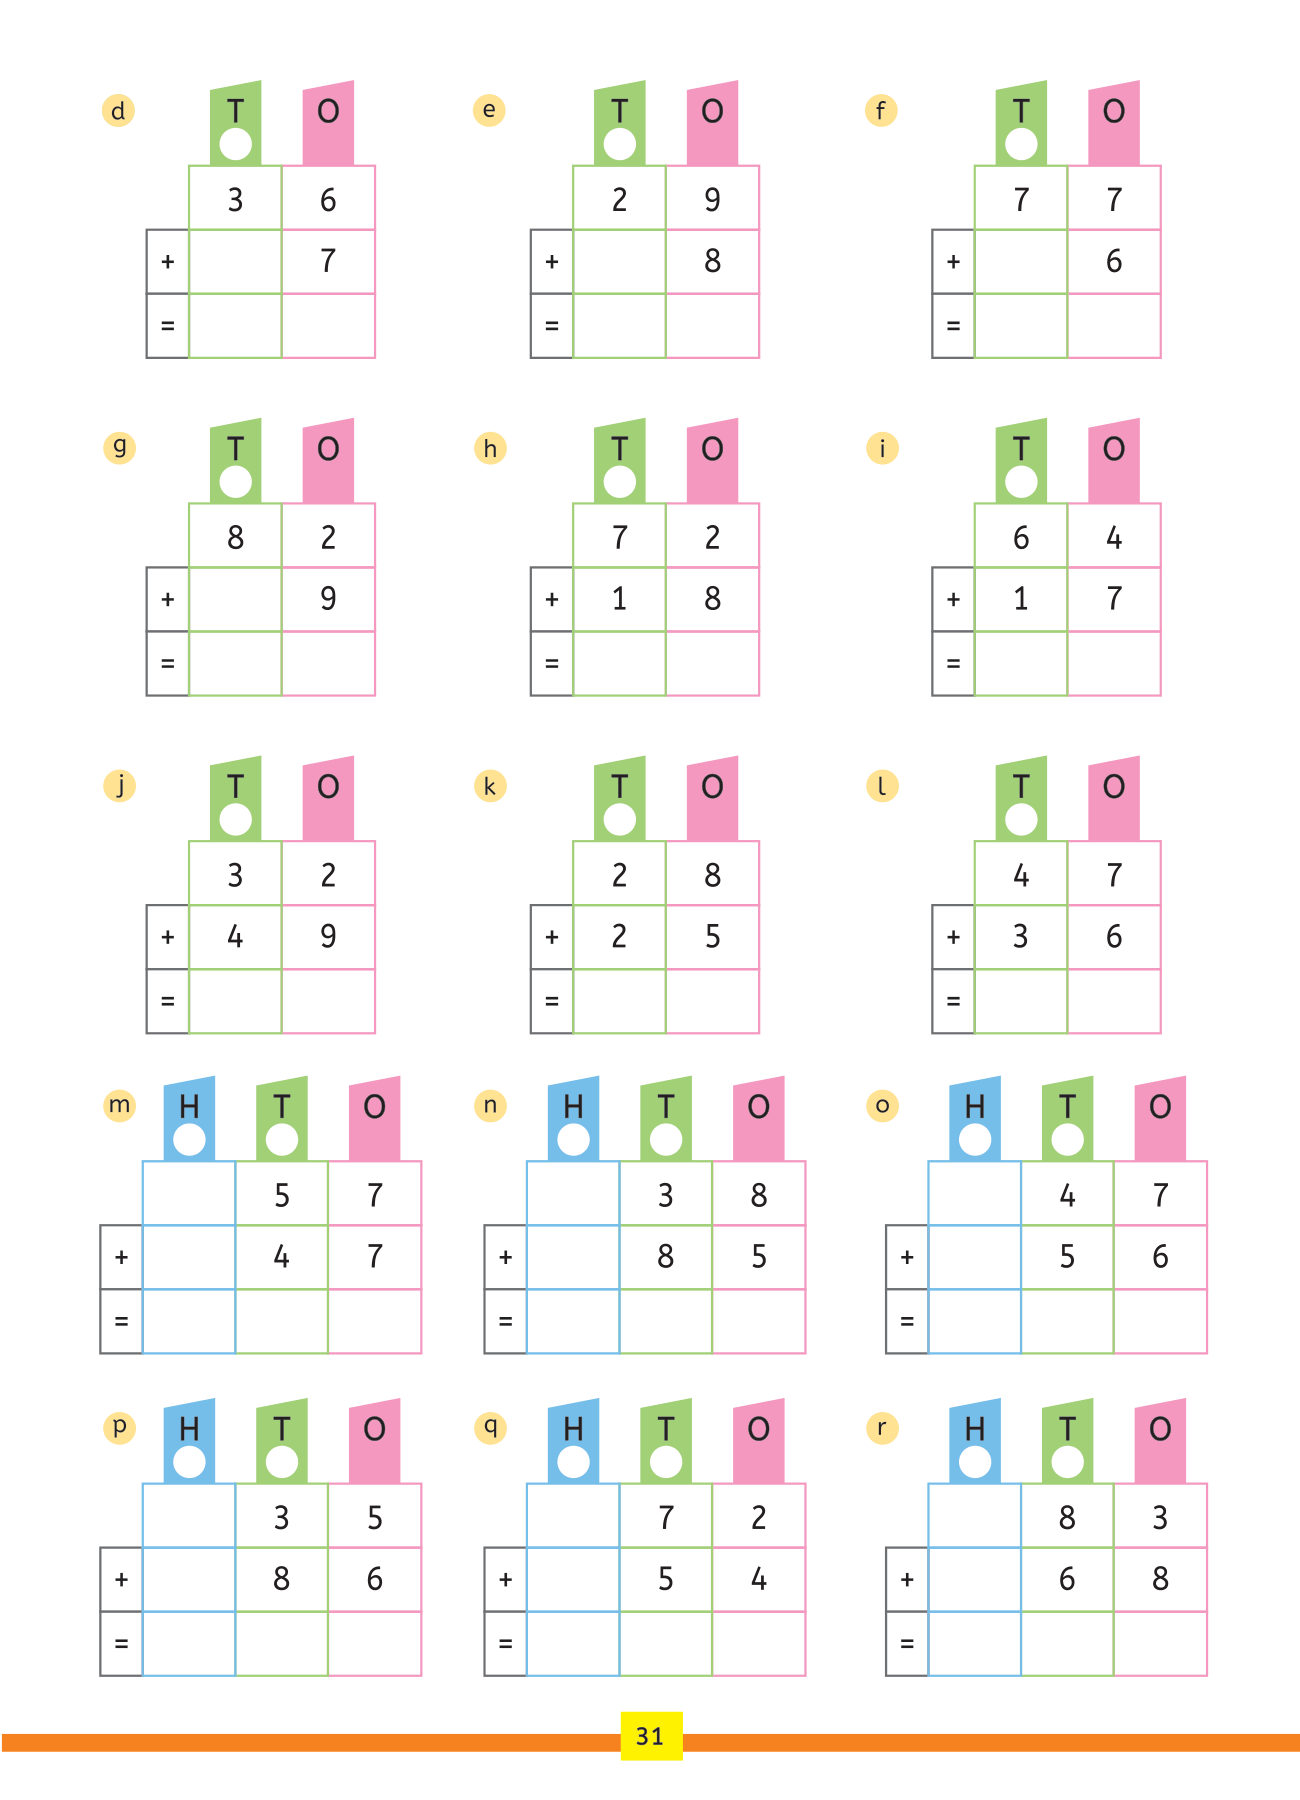 d T O e T O f T O
3 6 2 9 7 7
+ 7 + 8 + 6
= = =
g T O h T O i T O
8 2 7 2 6 4
+ 9 + 1 8 + 1 7
= = =
j T O k T O l T O
3 2 2 8 4 7
+ 4 9 + 2 5 + 3 6
= = =
m H T O n H T O o H T O
5 7 3 8 4 7
+ 4 7 + 8 5 + 5 6
= = =
p H T O q H T O r H T O
3 5 7 2 8 3
+ 8 6 + 5 4 + 6 8
= = =
31